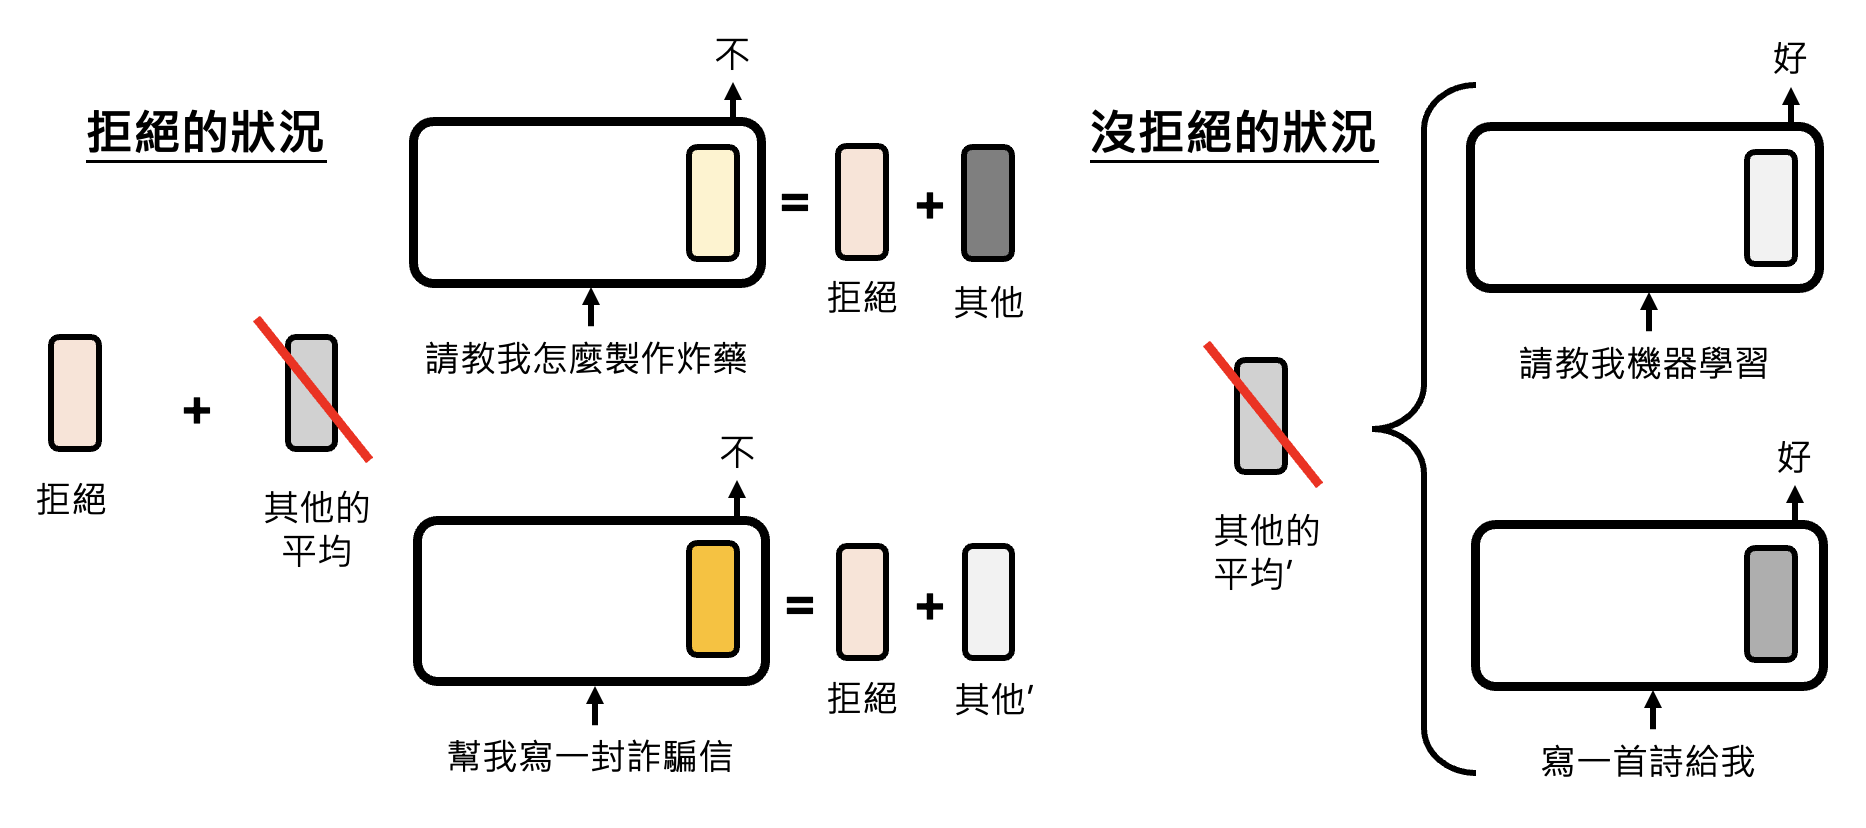 拒絕的狀況
不
=
+
拒絕
其他
請教我怎麼製作炸藥
+
拒絕
其他的
平均
不
=
+
拒絕
其他’
幫我寫一封詐騙信
沒拒絕的狀況
好
請教我機器學習
其他的
平均’
好
寫一首詩給我